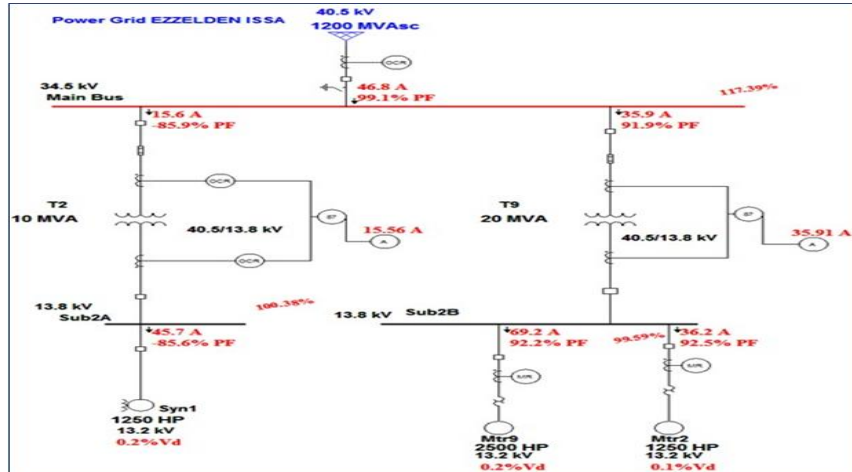 Power Grid EZZELDEN ISSA
40.5 kV
1200 MVAsc
OCR
34.5 kV
Main Bus
46.8 A
99.1% PF
117.39%
15.6 A
-85.9% PF
35.9 A
91.9% PF
OCR
T2
10 MVA
40.5/13.8 kV
87
15.56 A
A
OCR
T9
20 MVA
40.5/13.8 kV
87
35.91 A
A
13.8 kV
Sub2A
100.38%
45.7 A
-85.6% PF
13.8 kV
Sub2B
69.2 A
92.2% PF
99.59%
36.2 A
92.5% PF
MR
MR
Syn1
1250 HP
13.2 kV
0.2%Vd
Mtr9
2500 HP
13.2 kV
0.2%Vd
Mtr2
1250 HP
13.2 kV
0.1%Vd